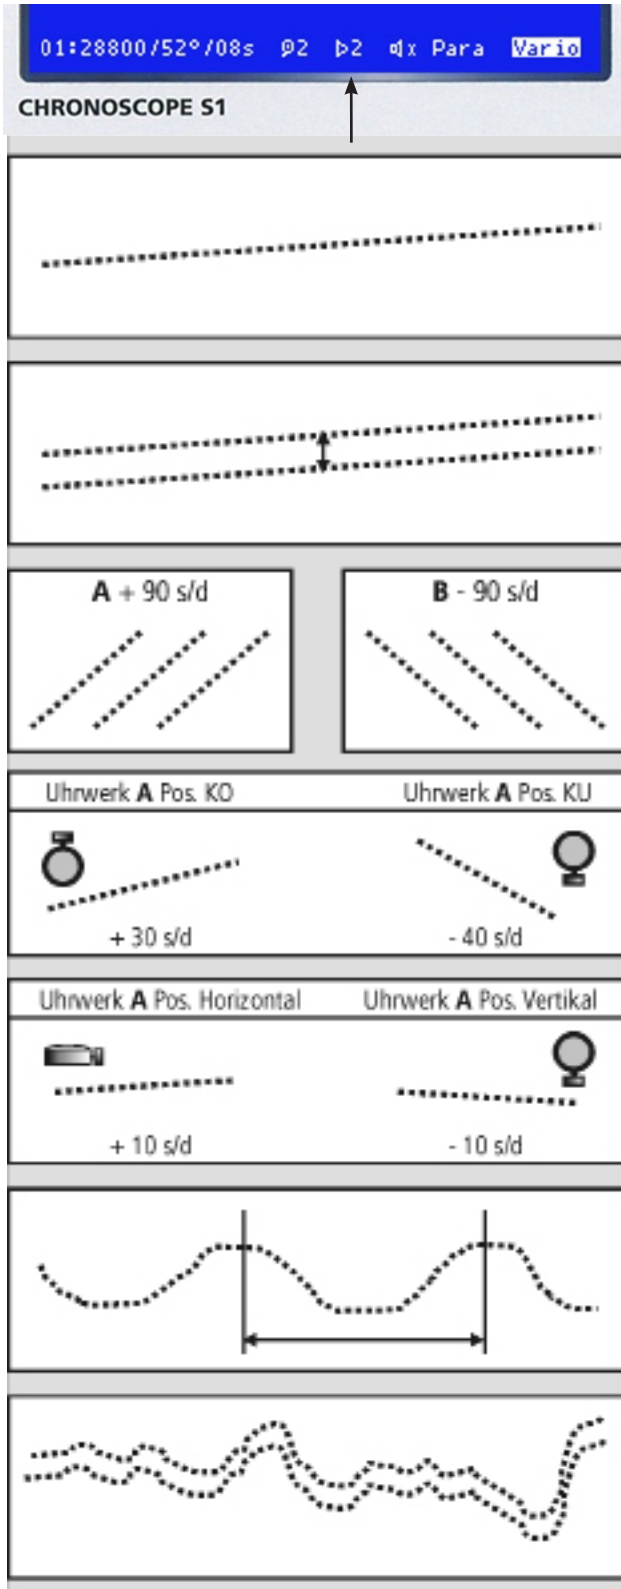 01:28800/52°/08s 2 2 x Para Vario
CHRONOSCOPE S1
A + 90 s/d B - 90 s/d
Uhrwerk A Pos. KO Uhrwerk A Pos. KU
+ 30 s/d - 40 s/d
Uhrwerk A Pos. Horizontal Uhrwerk A Pos. Vertikal
+ 10 s/d - 10 s/d